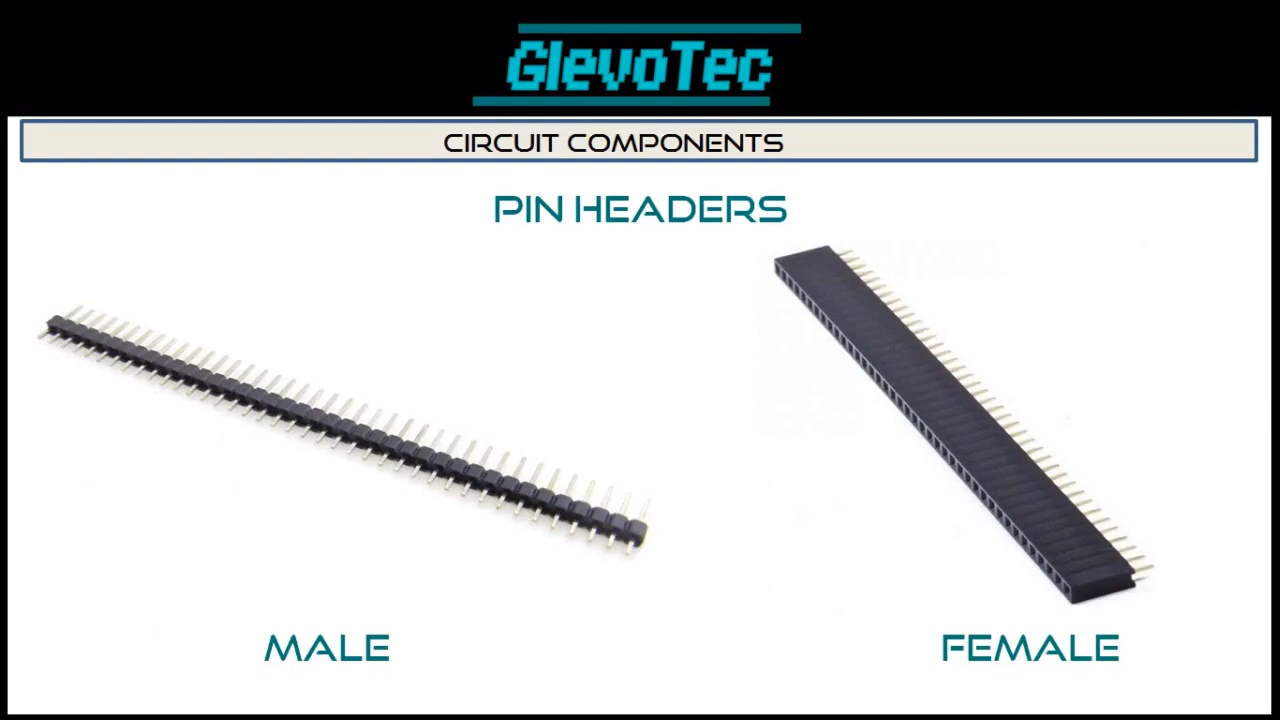 GlevoTec
CIRCUIT COMPONENTS
PIN HEADERS
MALE
FEMALE